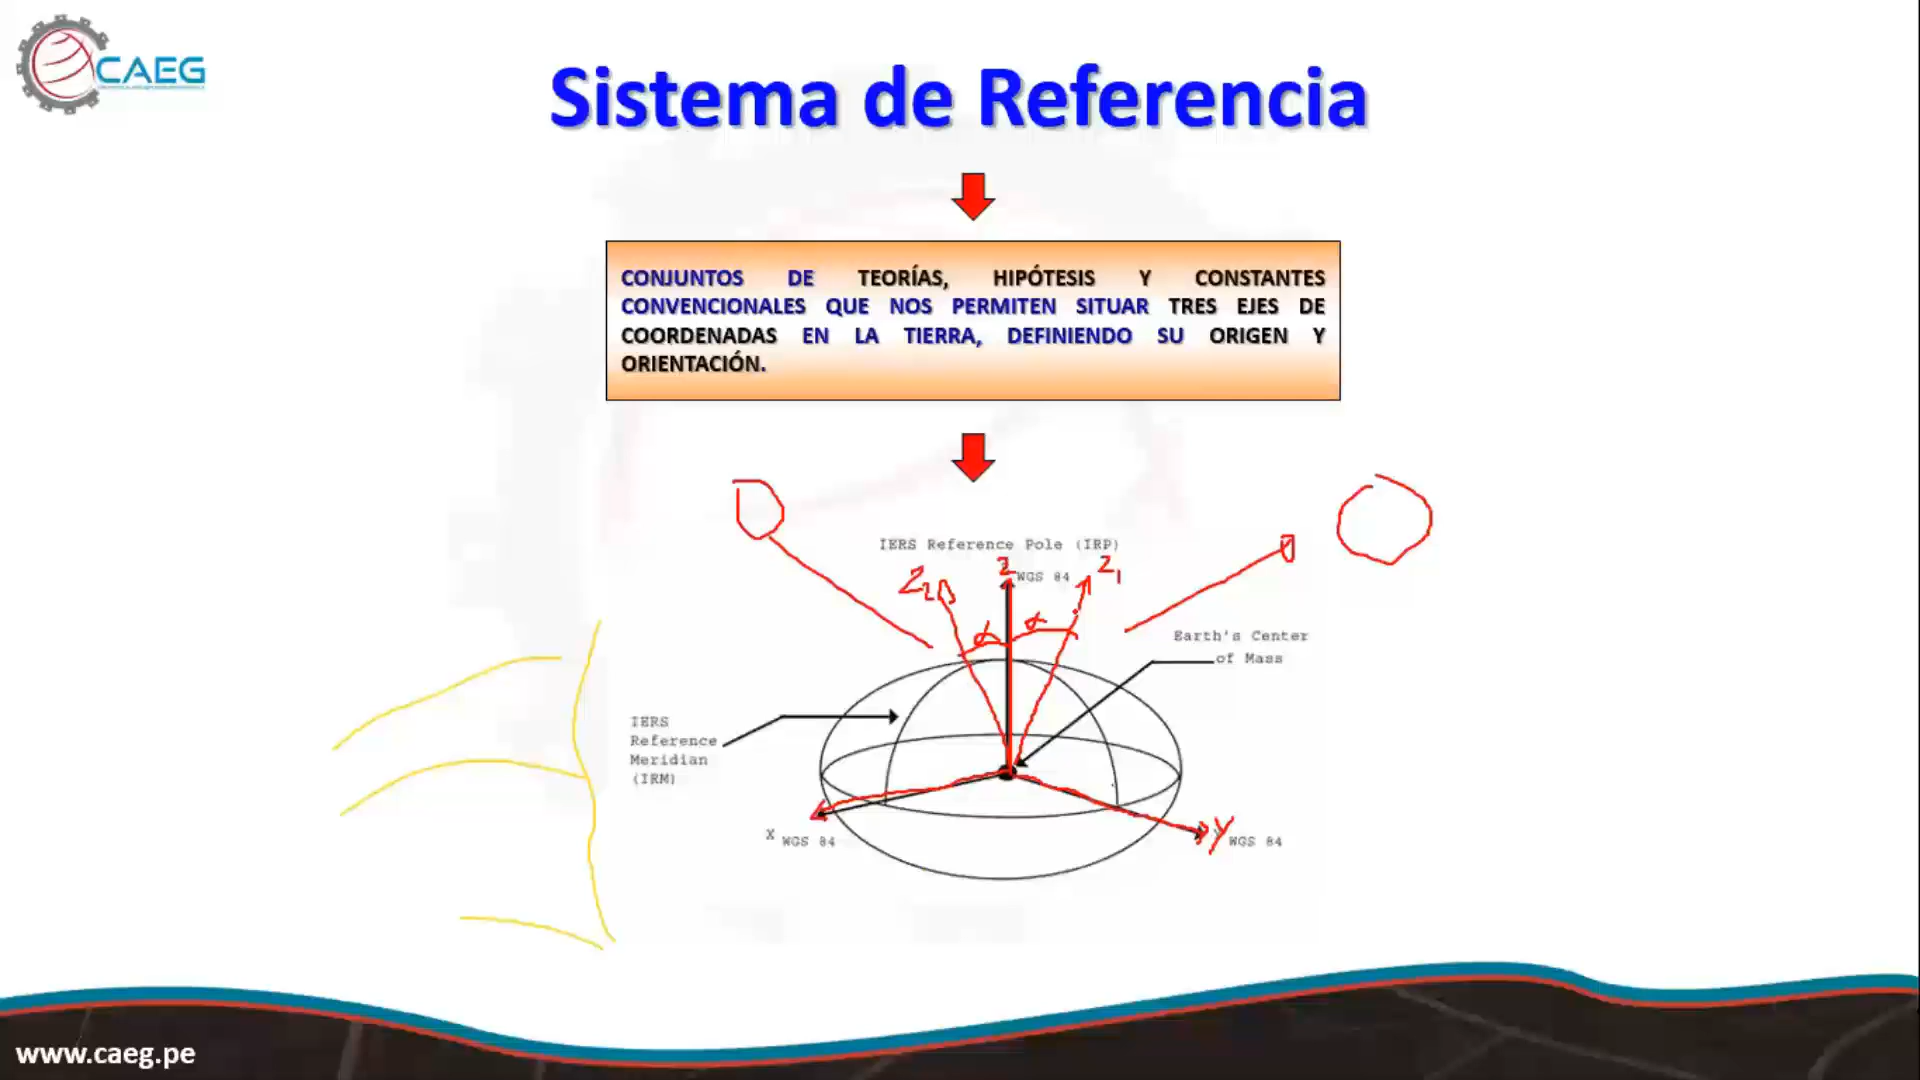 CAEG
Sistema de Referencia
CONJUNTOS DE TEORÍAS, HIPÓTESIS Y CONSTANTES
CONVENCIONALES QUE NOS PERMITEN SITUAR TRES EJES DE
COORDENADAS EN LA TIERRA, DEFINIENDO SU ORIGEN Y
ORIENTACIÓN.
IERS Reference Pole (IRP)
Z2
Z
WGS 84
Z1
α
α
Earth's Center
of Mass
IERS
Reference
Meridian
(IRM)
X WGS 84
Y WGS 84
www.caeg.pe